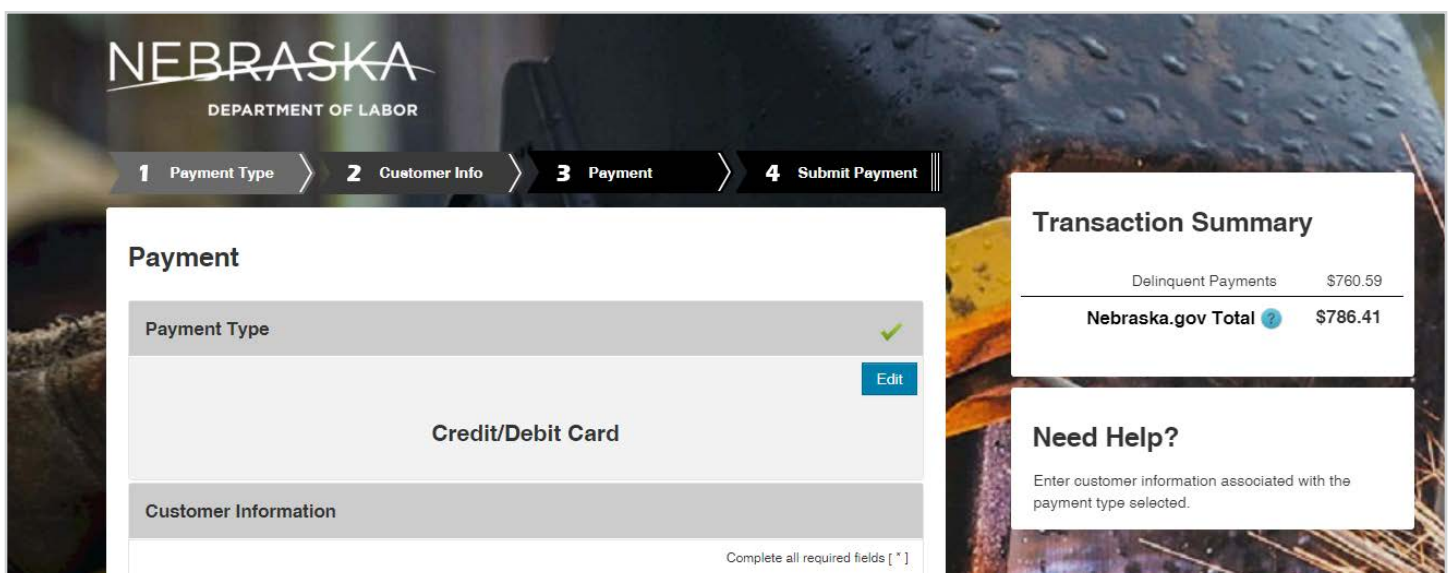 NEBRASKA
DEPARTMENT OF LABOR
1 Payment Type 2 Customer Info 3 Payment 4 Submit Payment
Payment
Payment Type
Edit
Credit/Debit Card
Customer Information
Complete all required fields [ * ]
Transaction Summary
Delinquent Payments $760.59
Nebraska.gov Total ? $786.41
Need Help?
Enter customer information associated with the
payment type selected.